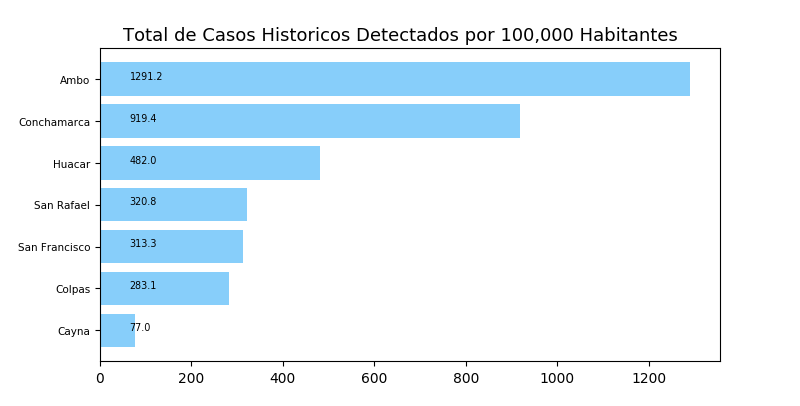 Total de Casos Historicos Detectados por 100,000 Habitantes
Ambo 1291.2
Conchamarca 919.4
Huacar 482.0
San Rafael 320.8
San Francisco 313.3
Colpas 283.1
Cayna 77.0
0 200 400 600 800 1000 1200